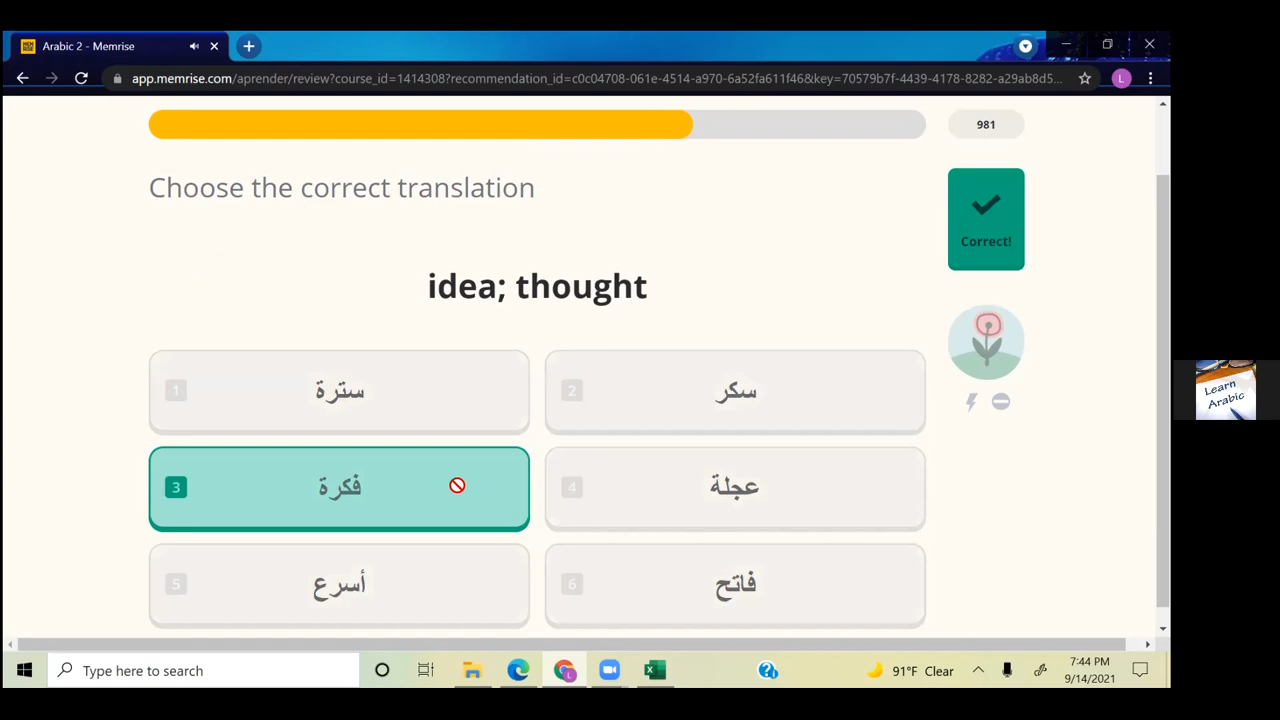 Arabic 2 - Memrise
app.memrise.com/aprender/review?course_id=1414308?recommendation_id=c0c04708-061e-4514-a970-6a52fa611f46&key=70579b7f-4439-4178-8282-a29ab8d5...
L
981
Choose the correct translation
Correct!
idea; thought
1 سترة
2 سكر
3 فكرة
4 عجلة
5 أسرع
6 فاتح
Learn
Arabic
Type here to search
91°F Clear
7:44 PM
9/14/2021